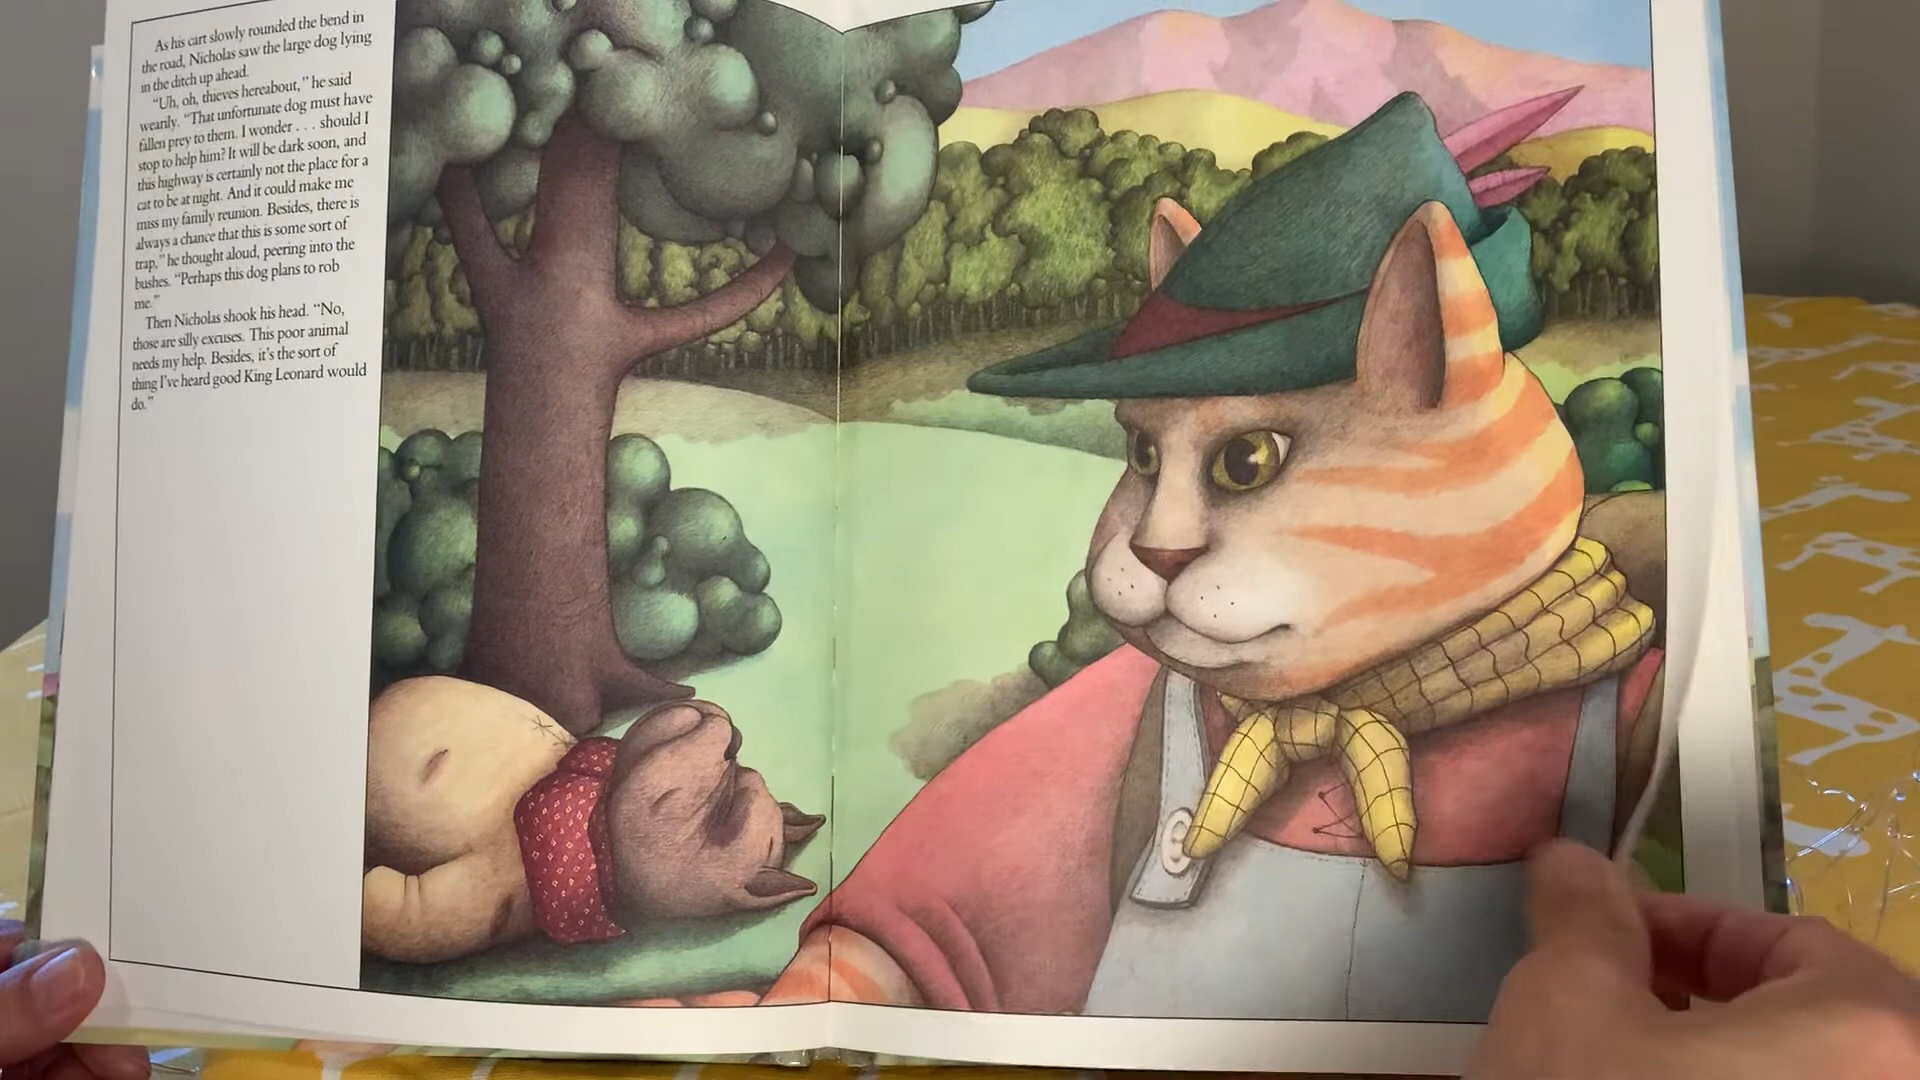 As his cart slowly rounded the bend in
the road, Nicholas saw the large dog lying
in the ditch up ahead.
“Uh, oh, thieves hereabout,” he said
wearily. “That unfortunate dog must have
fallen prey to them. I wonder . . . should I
stop to help him? It will be dark soon, and
this highway is certainly not the place for a
cat to be at night. And it could make me
miss my family reunion. Besides, there is
always a chance that this is some sort of
trap,” he thought aloud, peering into the
bushes. “Perhaps this dog plans to rob
me.”
Then Nicholas shook his head. “No,
those are silly excuses. This poor animal
needs my help. Besides, it’s the sort of
thing I’ve heard good King Leonard would
do.”